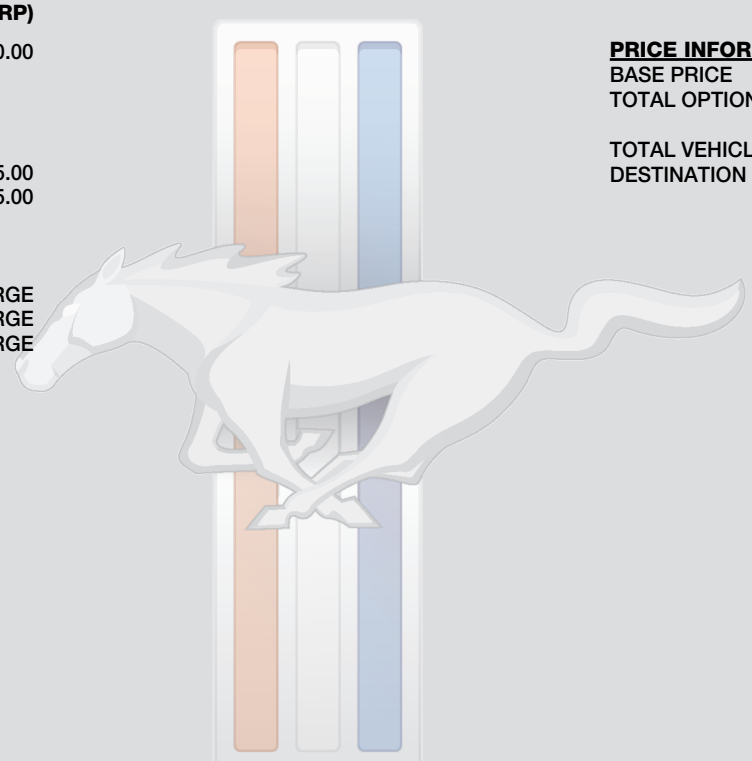 RP)
0.00
5.00
5.00
RGE
RGE
RGE
PRICE INFOR
BASE PRICE
TOTAL OPTION
TOTAL VEHICL
DESTINATION